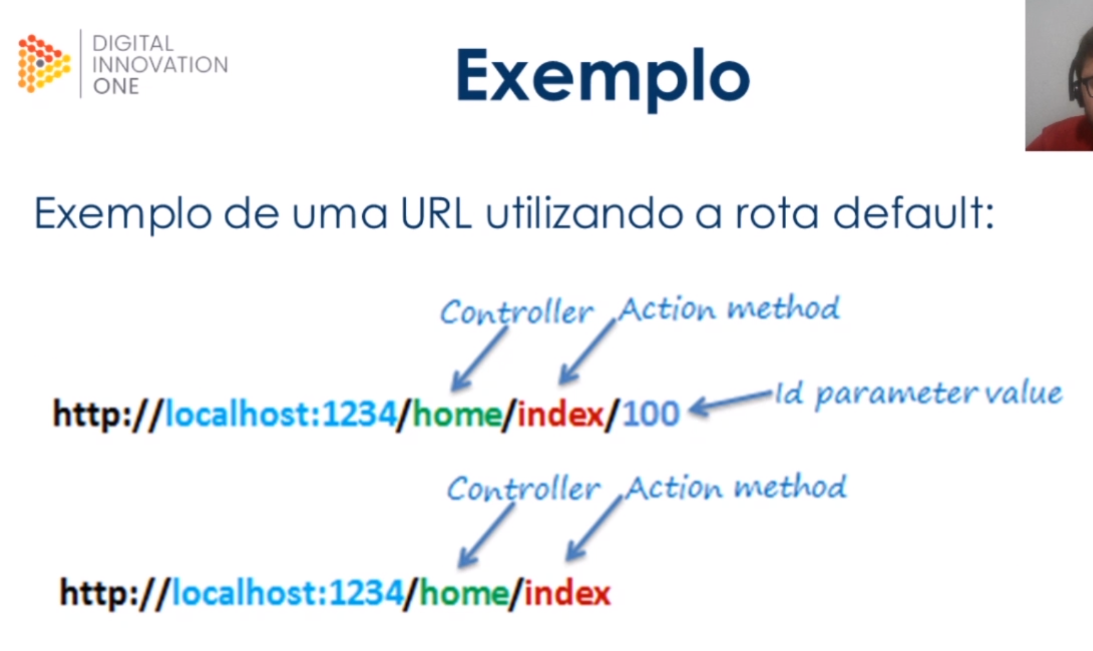 DIGITAL
INNOVATION
ONE
Exemplo
Exemplo de uma URL utilizando a rota default:
Controller Action method
http://localhost:1234/home/index/100 Id parameter value
Controller Action method
http://localhost:1234/home/index